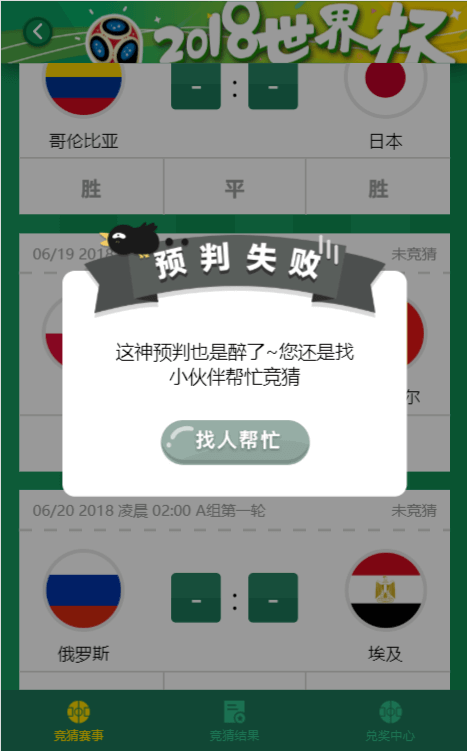 2018世界杯
- : -
哥伦比亚 日本
胜 平 胜
06/19 2018 未竞猜
预判失败
这神预判也是醉了~您还是找
小伙伴帮忙竞猜
尔
找人帮忙
06/20 2018 凌晨 02:00 A组第一轮 未竞猜
- : -
俄罗斯 埃及
竞猜赛事 竞猜结果 兑奖中心